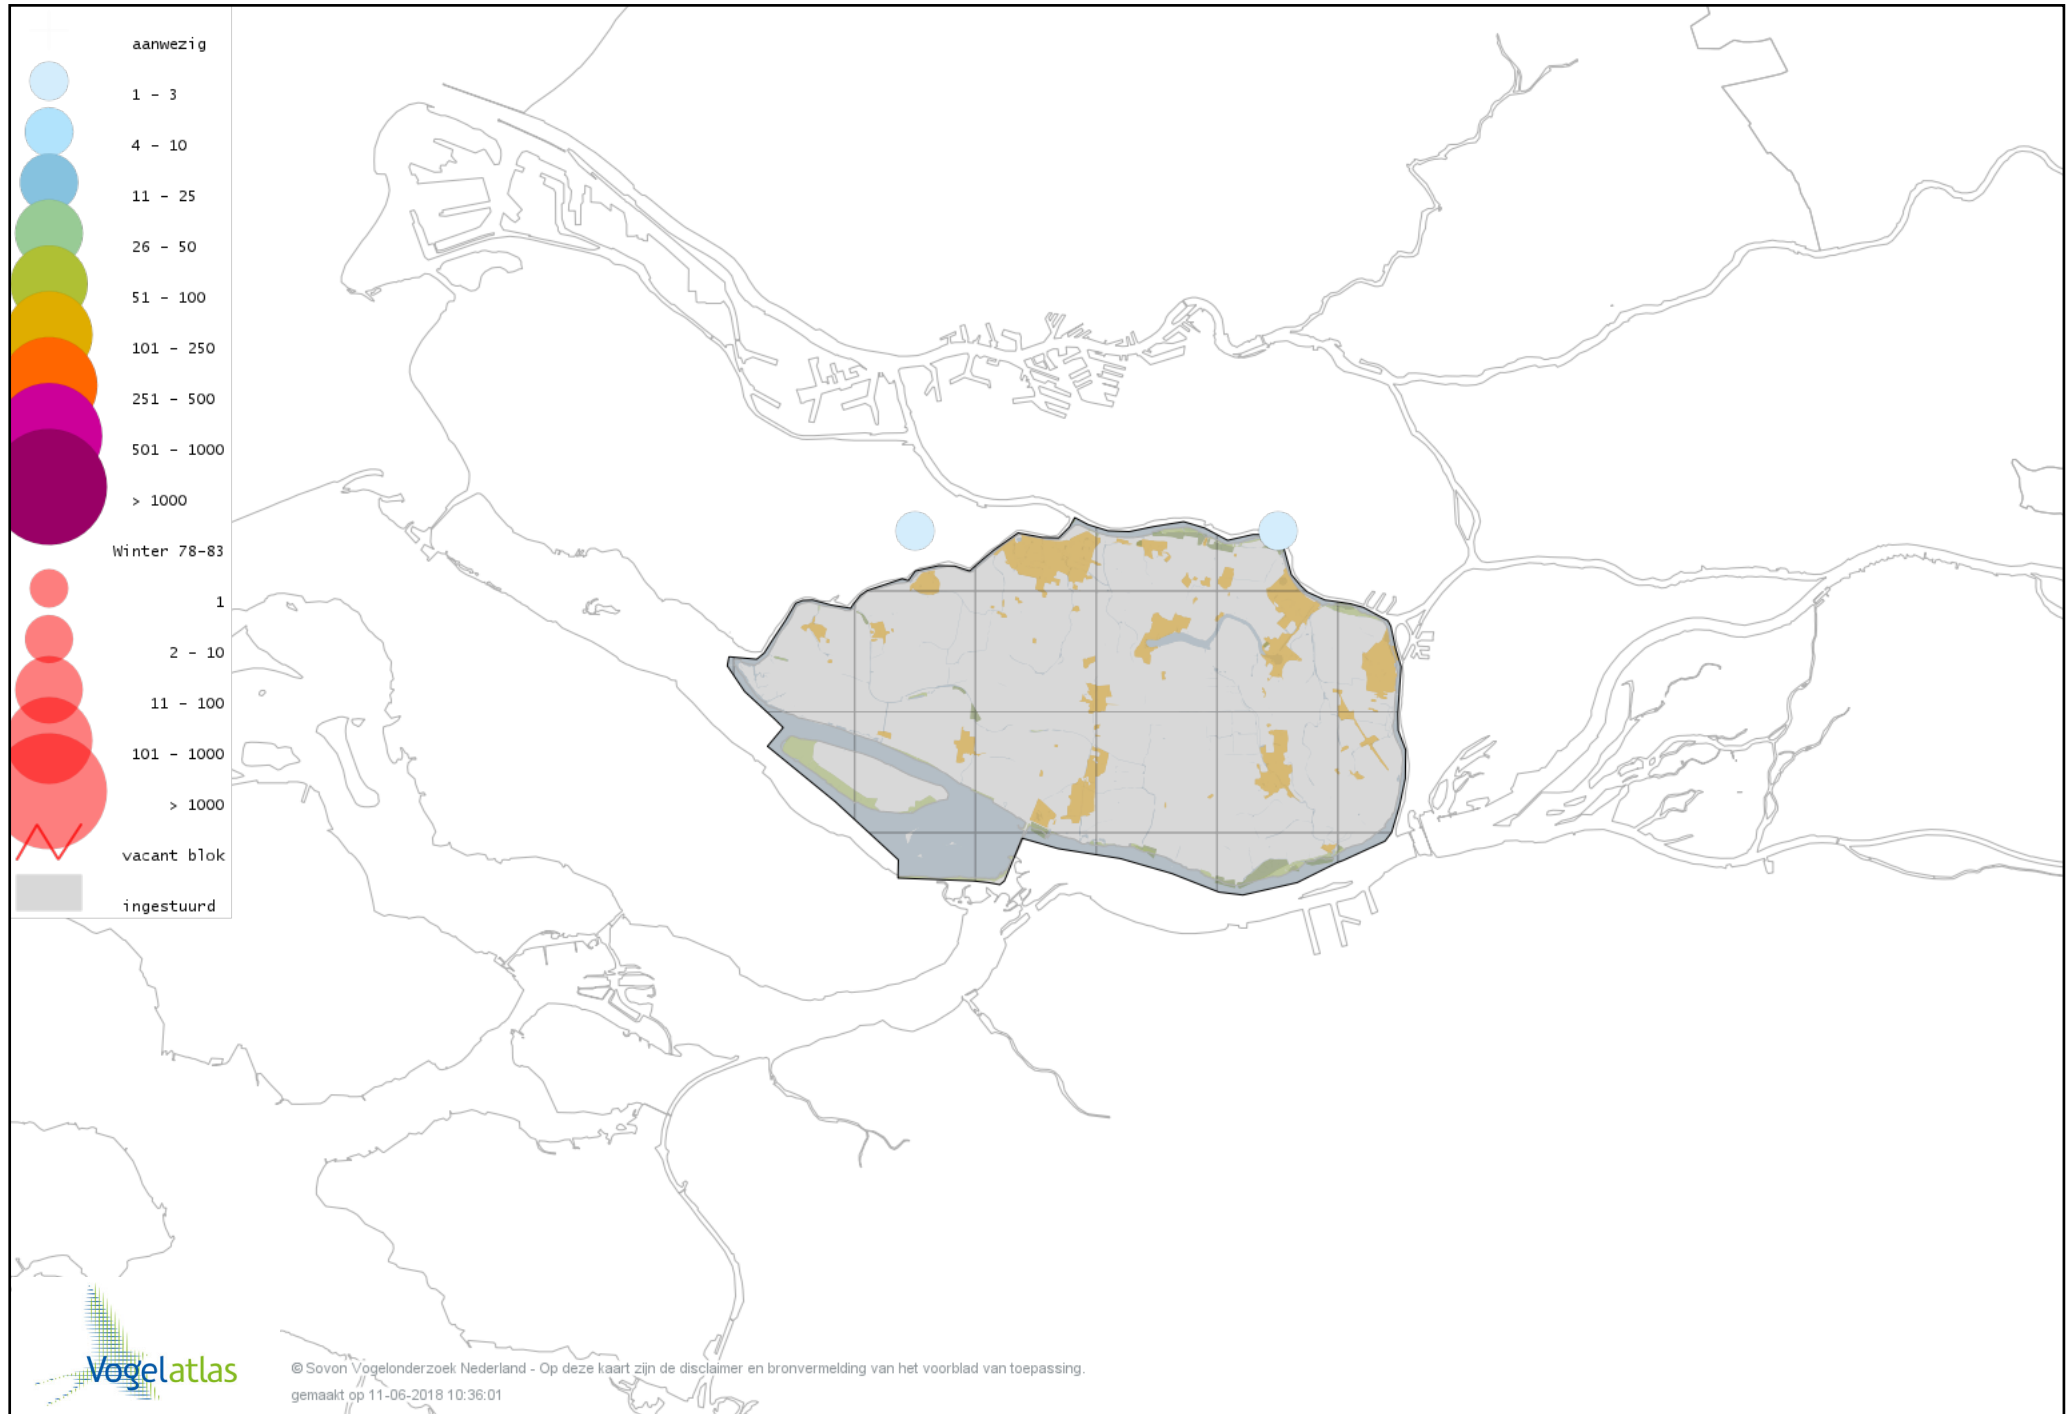 aanwezig
1 - 3
4 - 10
11 - 25
26 - 50
51 - 100
101 - 250
251 - 500
501 - 1000
> 1000
Winter 78-83
1
2 - 10
11 - 100
101 - 1000
> 1000
vacant blok
ingestuurd
Vogelatlas
© Sovon Vogelonderzoek Nederland - Op deze kaart zijn de disclaimer en bronvermelding van het voorblad van toepassing.
gemaakt op 11-06-2018 10:36:01